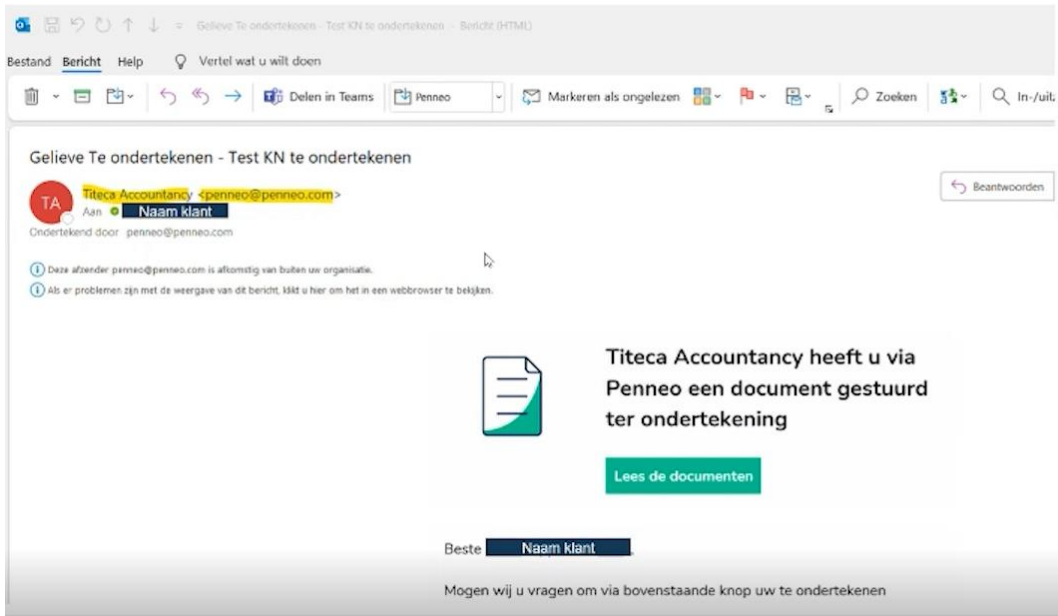 Gelieve Te ondertekenen - Test KN te ondertekenen - Bericht (HTML)
Bestand Bericht Help Vertel wat u wilt doen
Delen in Teams Penneo Markeren als ongelezen Zoeken In-/uit
Gelieve Te ondertekenen - Test KN te ondertekenen
TA
Titeca Accountancy <penneo@penneo.com>
Beantwoorden
Aan Naam klant
Ondertekend door penneo@penneo.com
Deze afzender penneo@penneo.com is afkomstig van buiten uw organisatie.
Als er problemen zijn met de weergave van dit bericht, klikt u hier om het in een webbrowser te bekijken.
Titeca Accountancy heeft u via
Penneo een document gestuurd
ter ondertekening
Lees de documenten
Beste Naam klant,
Mogen wij u vragen om via bovenstaande knop uw te ondertekenen